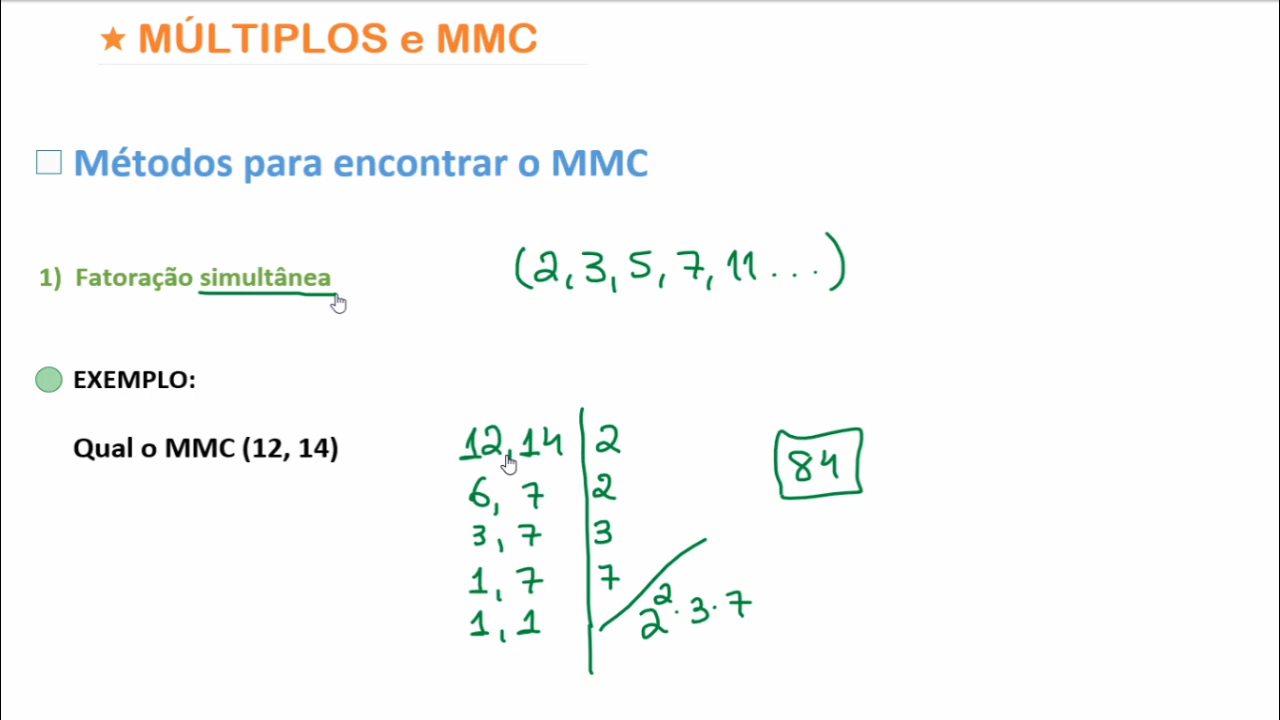 ★ MÚLTIPLOS e MMC
Métodos para encontrar o MMC
1) Fatoração simultânea
(2, 3, 5, 7, 11 ...)
EXEMPLO:
Qual o MMC (12, 14)
12, 14 | 2
6, 7 | 2
3, 7 | 3
1, 7 | 7
1, 1
2² · 3 · 7
84